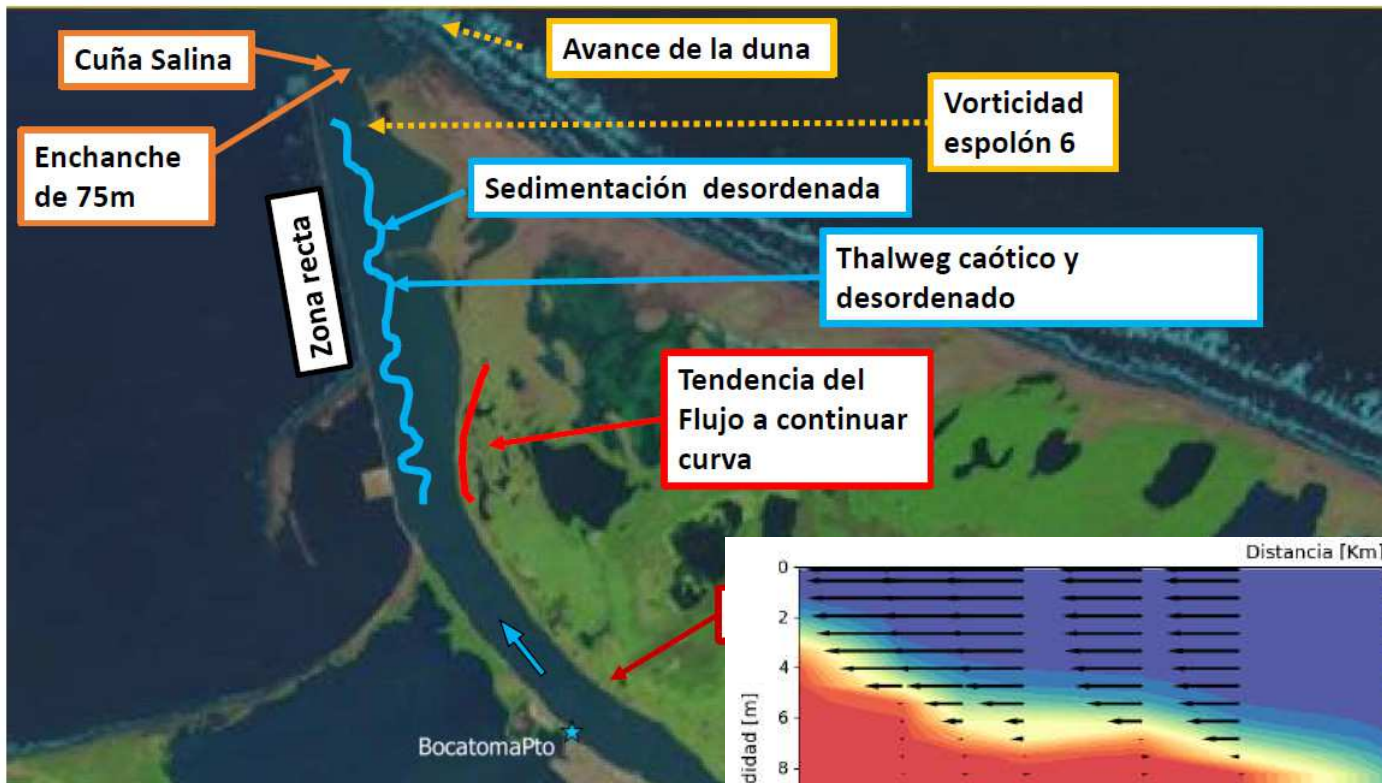 Cuña Salina
Avance de la duna
Enchanche
de 75m
Vorticidad
espolón 6
Sedimentación desordenada
Zona recta
Thalweg caótico y
desordenado
Tendencia del
Flujo a continuar
curva
BocatomaPto
Distancia [Km]
0
2
4
6
8
didad [m]